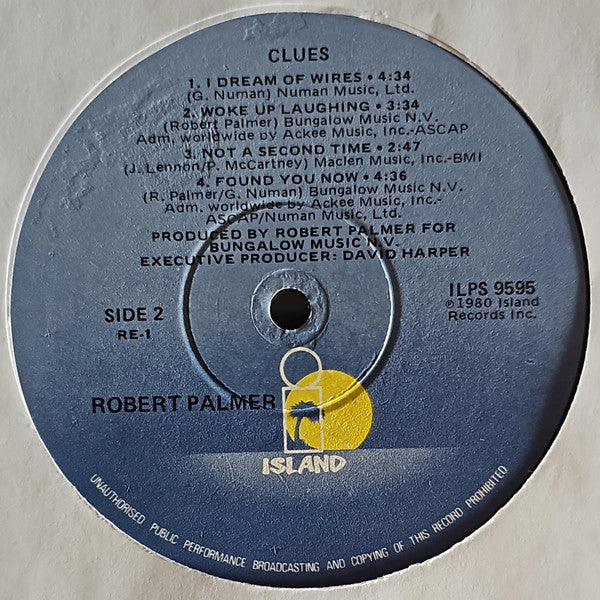 CLUES
1. I DREAM OF WIRES • 4:34
(G. Numan) Numan Music, Ltd.
2. WOKE UP LAUGHING • 3:34
(Robert Palmer) Bungalow Music N.V.
Adm. worldwide by Ackee Music, Inc.-ASCAP
3. NOT A SECOND TIME • 2:47
(J. Lennon/P. McCartney) Maclen Music, Inc.-BMI
4. FOUND YOU NOW • 4:36
(R. Palmer/G. Numan) Bungalow Music N.V.
Adm. worldwide by Ackee Music, Inc.-
ASCAP/Numan Music, Ltd.
PRODUCED BY ROBERT PALMER FOR
BUNGALOW MUSIC N.V.
EXECUTIVE PRODUCER: DAVID HARPER
SIDE 2
RE-1
ILPS 9595
℗1980 Island
Records Inc.
ROBERT PALMER
ISLAND
UNAUTHORISED PUBLIC PERFORMANCE BROADCASTING AND COPYING OF THIS RECORD PROHIBITED